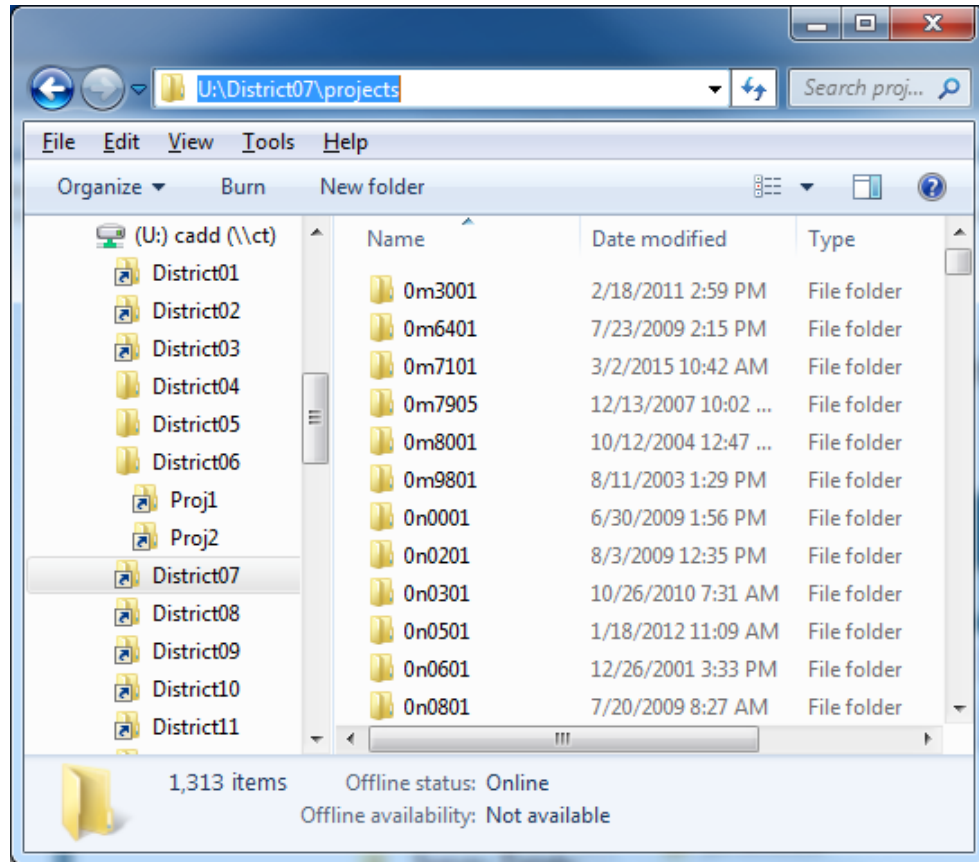 U:\District07\projects
Search proj...
File Edit View Tools Help
Organize Burn New folder
(U:) cadd (\\ct)
District01
District02
District03
District04
District05
District06
Proj1
Proj2
District07
District08
District09
District10
District11
Name Date modified Type
0m3001 2/18/2011 2:59 PM File folder
0m6401 7/23/2009 2:15 PM File folder
0m7101 3/2/2015 10:42 AM File folder
0m7905 12/13/2007 10:02 ... File folder
0m8001 10/12/2004 12:47 ... File folder
0m9801 8/11/2003 1:29 PM File folder
0n0001 6/30/2009 1:56 PM File folder
0n0201 8/3/2009 12:35 PM File folder
0n0301 10/26/2010 7:31 AM File folder
0n0501 1/18/2012 11:09 AM File folder
0n0601 12/26/2001 3:33 PM File folder
0n0801 7/20/2009 8:27 AM File folder
1,313 items Offline status: Online
Offline availability: Not available